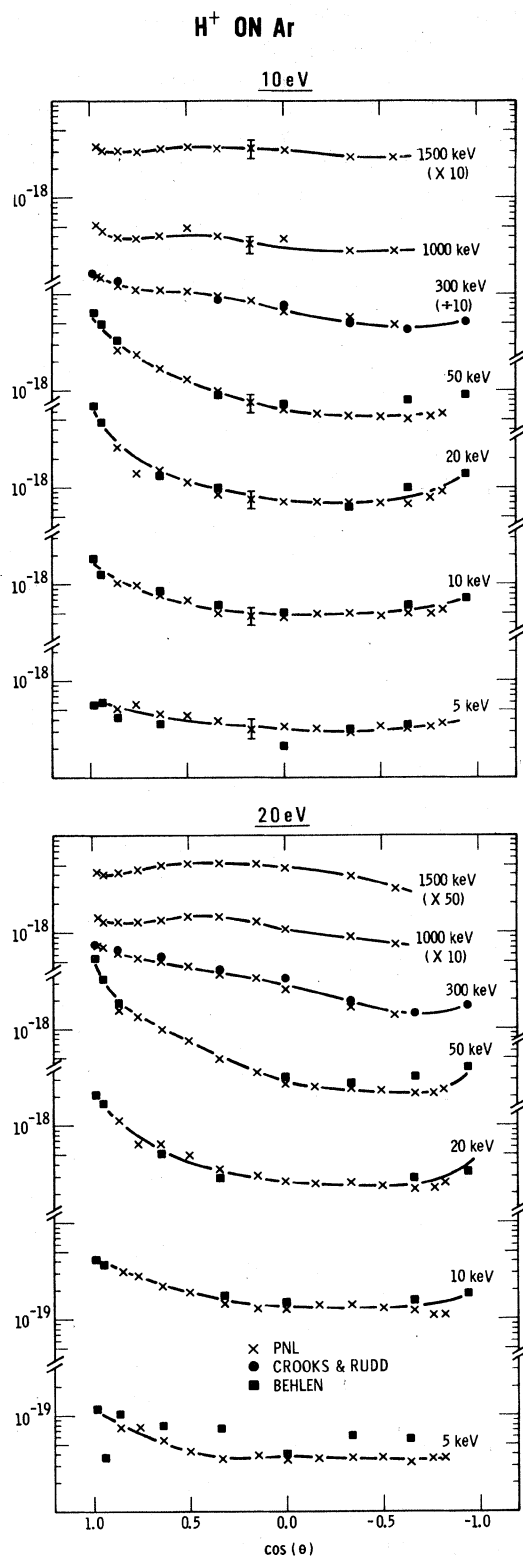 H⁺ ON Ar
10 eV
1500 keV
(X 10)
10⁻¹⁸
1000 keV
300 keV
(÷10)
50 keV
10⁻¹⁸
20 keV
10⁻¹⁸
10 keV
10⁻¹⁸
10⁻¹⁸
5 keV
20 eV
1500 keV
(X 50)
10⁻¹⁸
1000 keV
(X 10)
300 keV
10⁻¹⁸
50 keV
10⁻¹⁸
20 keV
10 keV
10⁻¹⁹
× PNL
● CROOKS & RUDD
■ BEHLEN
10⁻¹⁹
5 keV
1.0 0.5 0.0 -0.5 -1.0
cos (θ)